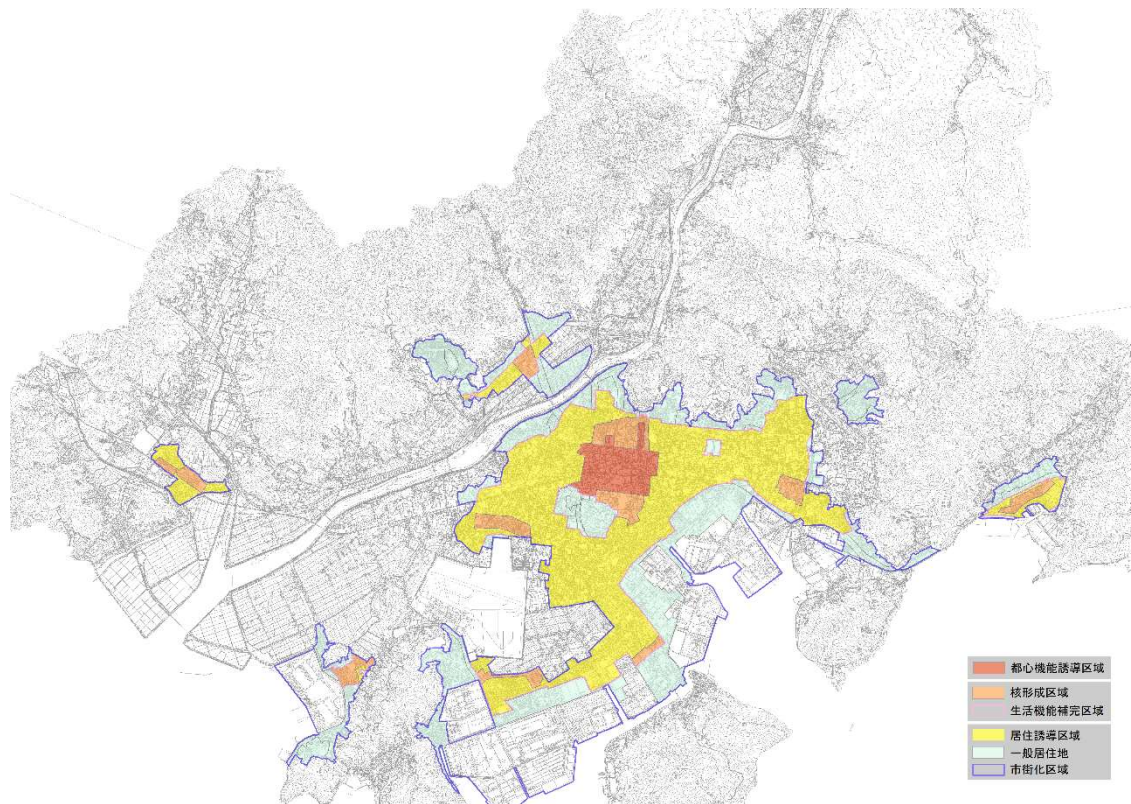 都心機能誘導区域
核形成区域
生活機能補完区域
居住誘導区域
一般居住地
市街化区域